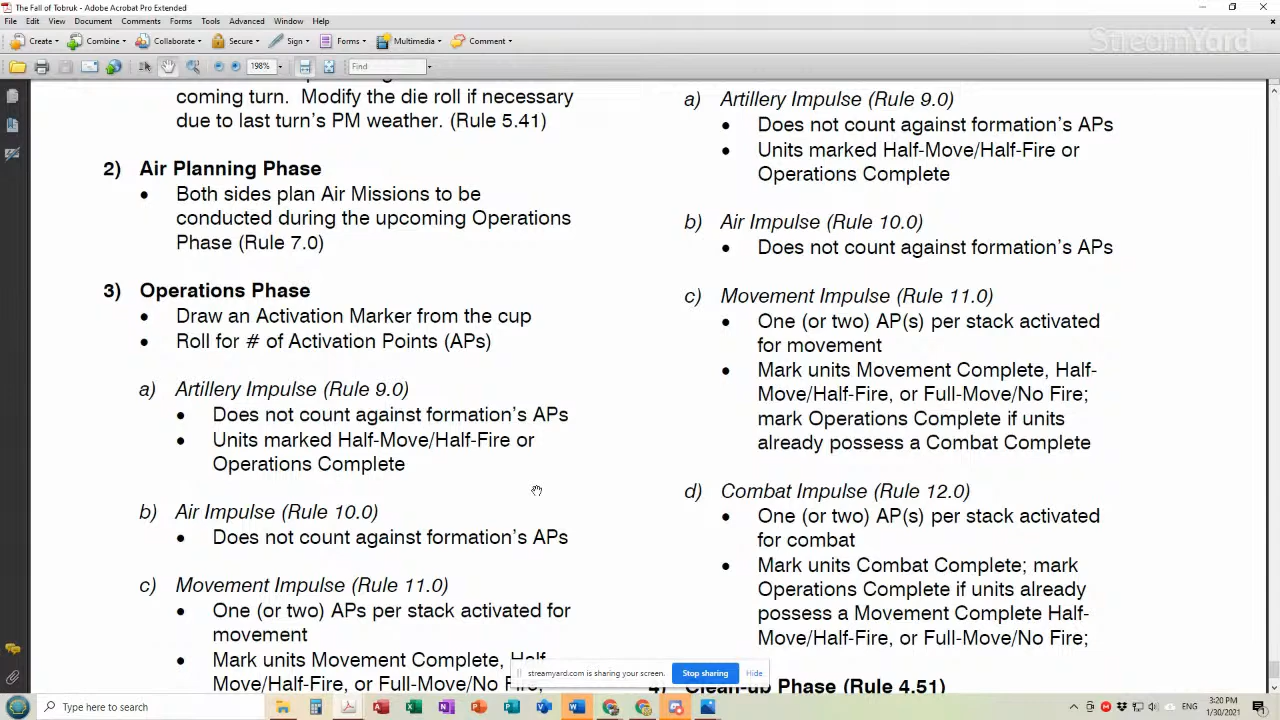 The Fall of Tobruk - Adobe Acrobat Pro Extended
File Edit View Document Comments Forms Tools Advanced Window Help
Create Combine Collaborate Secure Sign Forms Multimedia Comment
StreamYard
198% Find
coming turn. Modify the die roll if necessary
due to last turn's PM weather. (Rule 5.41)
2) Air Planning Phase
• Both sides plan Air Missions to be
conducted during the upcoming Operations
Phase (Rule 7.0)
3) Operations Phase
• Draw an Activation Marker from the cup
• Roll for # of Activation Points (APs)
a) Artillery Impulse (Rule 9.0)
• Does not count against formation's APs
• Units marked Half-Move/Half-Fire or
Operations Complete
b) Air Impulse (Rule 10.0)
• Does not count against formation's APs
c) Movement Impulse (Rule 11.0)
• One (or two) APs per stack activated for
movement
• Mark units Movement Complete, Half-
Move/Half-Fire, or Full-Move/No Fire;
a) Artillery Impulse (Rule 9.0)
• Does not count against formation's APs
• Units marked Half-Move/Half-Fire or
Operations Complete
b) Air Impulse (Rule 10.0)
• Does not count against formation's APs
c) Movement Impulse (Rule 11.0)
• One (or two) AP(s) per stack activated
for movement
• Mark units Movement Complete, Half-
Move/Half-Fire, or Full-Move/No Fire;
mark Operations Complete if units
already possess a Combat Complete
d) Combat Impulse (Rule 12.0)
• One (or two) AP(s) per stack activated
for combat
• Mark units Combat Complete; mark
Operations Complete if units already
possess a Movement Complete Half-
Move/Half-Fire, or Full-Move/No Fire;
4) Clean-up Phase (Rule 4.51)
streamyard.com is sharing your screen. Stop sharing Hide
Type here to search
3:20 PM
1/30/2021